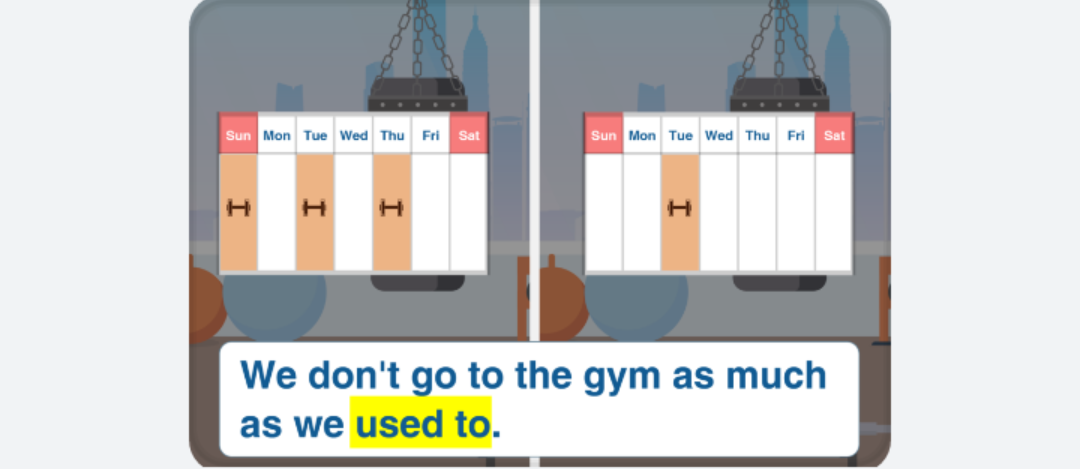 Sun Mon Tue Wed Thu Fri Sat
Sun Mon Tue Wed Thu Fri Sat
We don't go to the gym as much
as we used to.